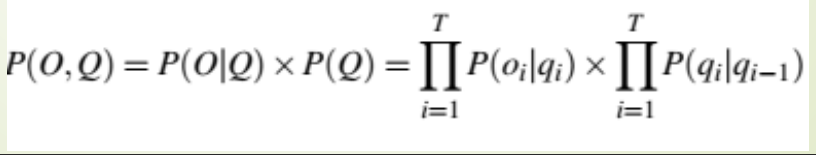 P(O,Q) = P(O|Q) × P(Q) = ∏_{i=1}^{T} P(o_i|q_i) × ∏_{i=1}^{T} P(q_i|q_{i−1})